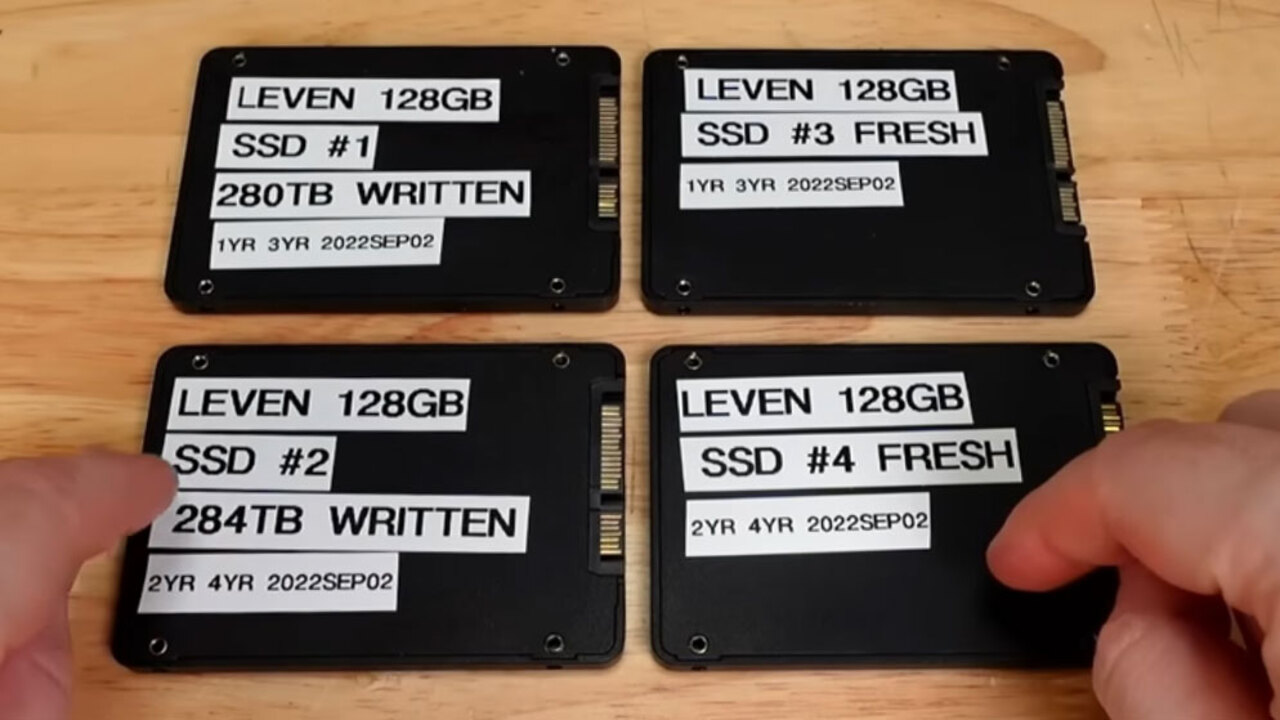 LEVEN 128GB
SSD #1
280TB WRITTEN
1YR 3YR 2022SEP02
LEVEN 128GB
SSD #3 FRESH
1YR 3YR 2022SEP02
LEVEN 128GB
SSD #2
284TB WRITTEN
2YR 4YR 2022SEP02
LEVEN 128GB
SSD #4 FRESH
2YR 4YR 2022SEP02